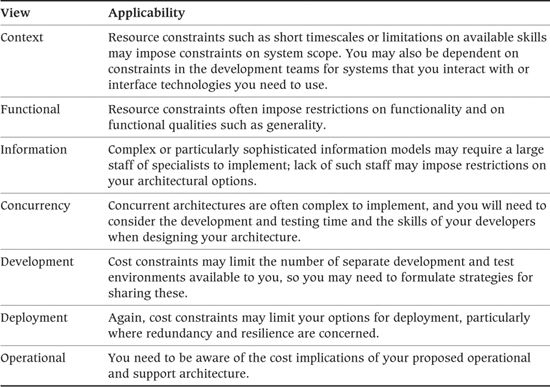 View Applicability
Context Resource constraints such as short timescales or limitations on available skills
may impose constraints on system scope. You may also be dependent on
constraints in the development teams for systems that you interact with or
interface technologies you need to use.
Functional Resource constraints often impose restrictions on functionality and on
functional qualities such as generality.
Information Complex or particularly sophisticated information models may require a large
staff of specialists to implement; lack of such staff may impose restrictions on
your architectural options.
Concurrency Concurrent architectures are often complex to implement, and you will need to
consider the development and testing time and the skills of your developers
when designing your architecture.
Development Cost constraints may limit the number of separate development and test
environments available to you, so you may need to formulate strategies for
sharing these.
Deployment Again, cost constraints may limit your options for deployment, particularly
where redundancy and resilience are concerned.
Operational You need to be aware of the cost implications of your proposed operational
and support architecture.